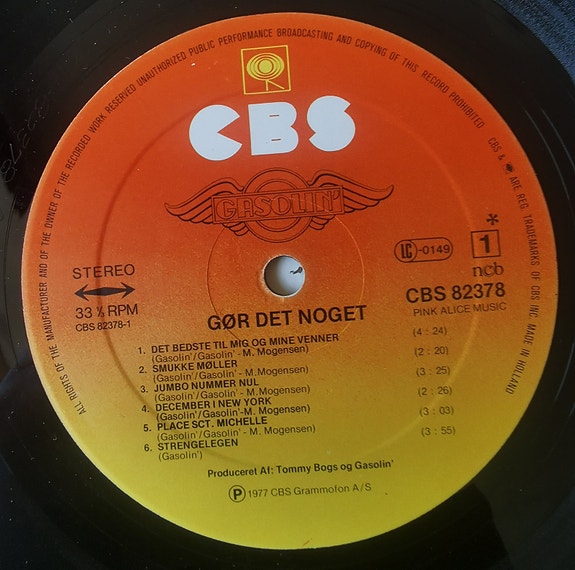 ALL RIGHTS OF THE MANUFACTURER AND OF THE OWNER OF THE RECORDED WORK RESERVED UNAUTHORIZED PUBLIC PERFORMANCE BROADCASTING AND COPYING OF THIS RECORD PROHIBITED
CBS & ARE REG. TRADEMARKS OF CBS INC. MADE IN HOLLAND
CBS
GASOLIN'
LC-0149
*
1
ncb
STEREO
33 ⅓ RPM
CBS 82378-1
CBS 82378
PINK ALICE MUSIC
GØR DET NOGET
1. DET BEDSTE TIL MIG OG MINE VENNER (4 : 24)
(Gasolin'/Gasolin' - M. Mogensen)
2. SMUKKE MØLLER (2 : 20)
(Gasolin'/Gasolin' - M. Mogensen)
3. JUMBO NUMMER NUL (3 : 25)
(Gasolin'/Gasolin' - M. Mogensen)
4. DECEMBER I NEW YORK (2 : 26)
(Gasolin'/Gasolin' - M. Mogensen)
5. PLACE SCT. MICHELLE (3 : 03)
(Gasolin'/Gasolin' - M. Mogensen)
6. STRENGELEGEN (3 : 55)
(Gasolin')
Produceret Af: Tommy Bogs og Gasolin'
Ⓟ 1977 CBS Grammofon A/S